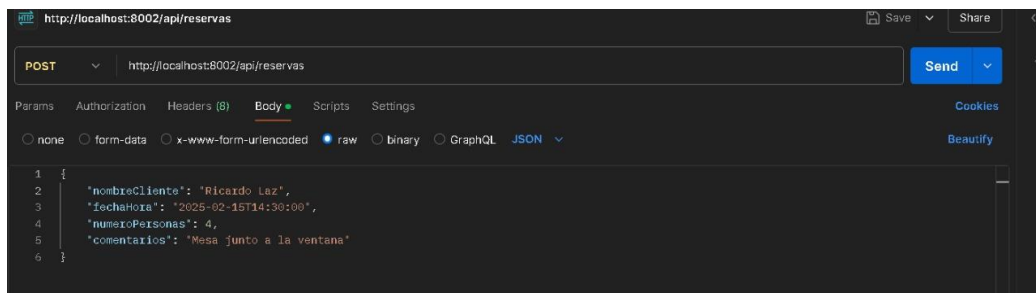 HTTP http://localhost:8002/api/reservas Save Share
POST http://localhost:8002/api/reservas Send
Params Authorization Headers (8) Body Scripts Settings Cookies
none form-data x-www-form-urlencoded raw binary GraphQL JSON Beautify
1 {
2 "nombreCliente": "Ricardo Laz",
3 "fechaHora": "2025-02-15T14:30:00",
4 "numeroPersonas": 4,
5 "comentarios": "Mesa junto a la ventana"
6 }